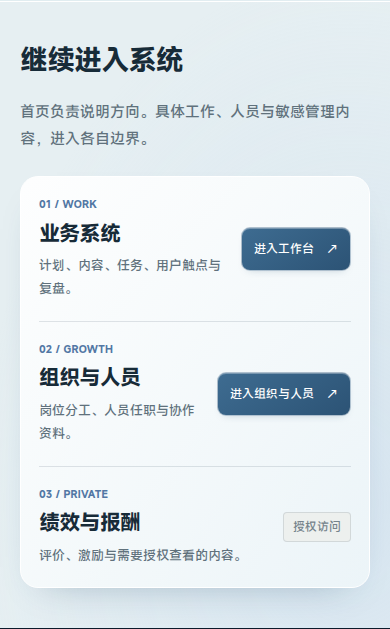 继续进入系统
首页负责说明方向。具体工作、人员与敏感管理内
容，进入各自边界。
01 / WORK
业务系统
计划、内容、任务、用户触点与
复盘。
进入工作台 ↗
02 / GROWTH
组织与人员
岗位分工、人员任职与协作
资料。
进入组织与人员 ↗
03 / PRIVATE
绩效与报酬
评价、激励与需要授权查看的内容。
授权访问